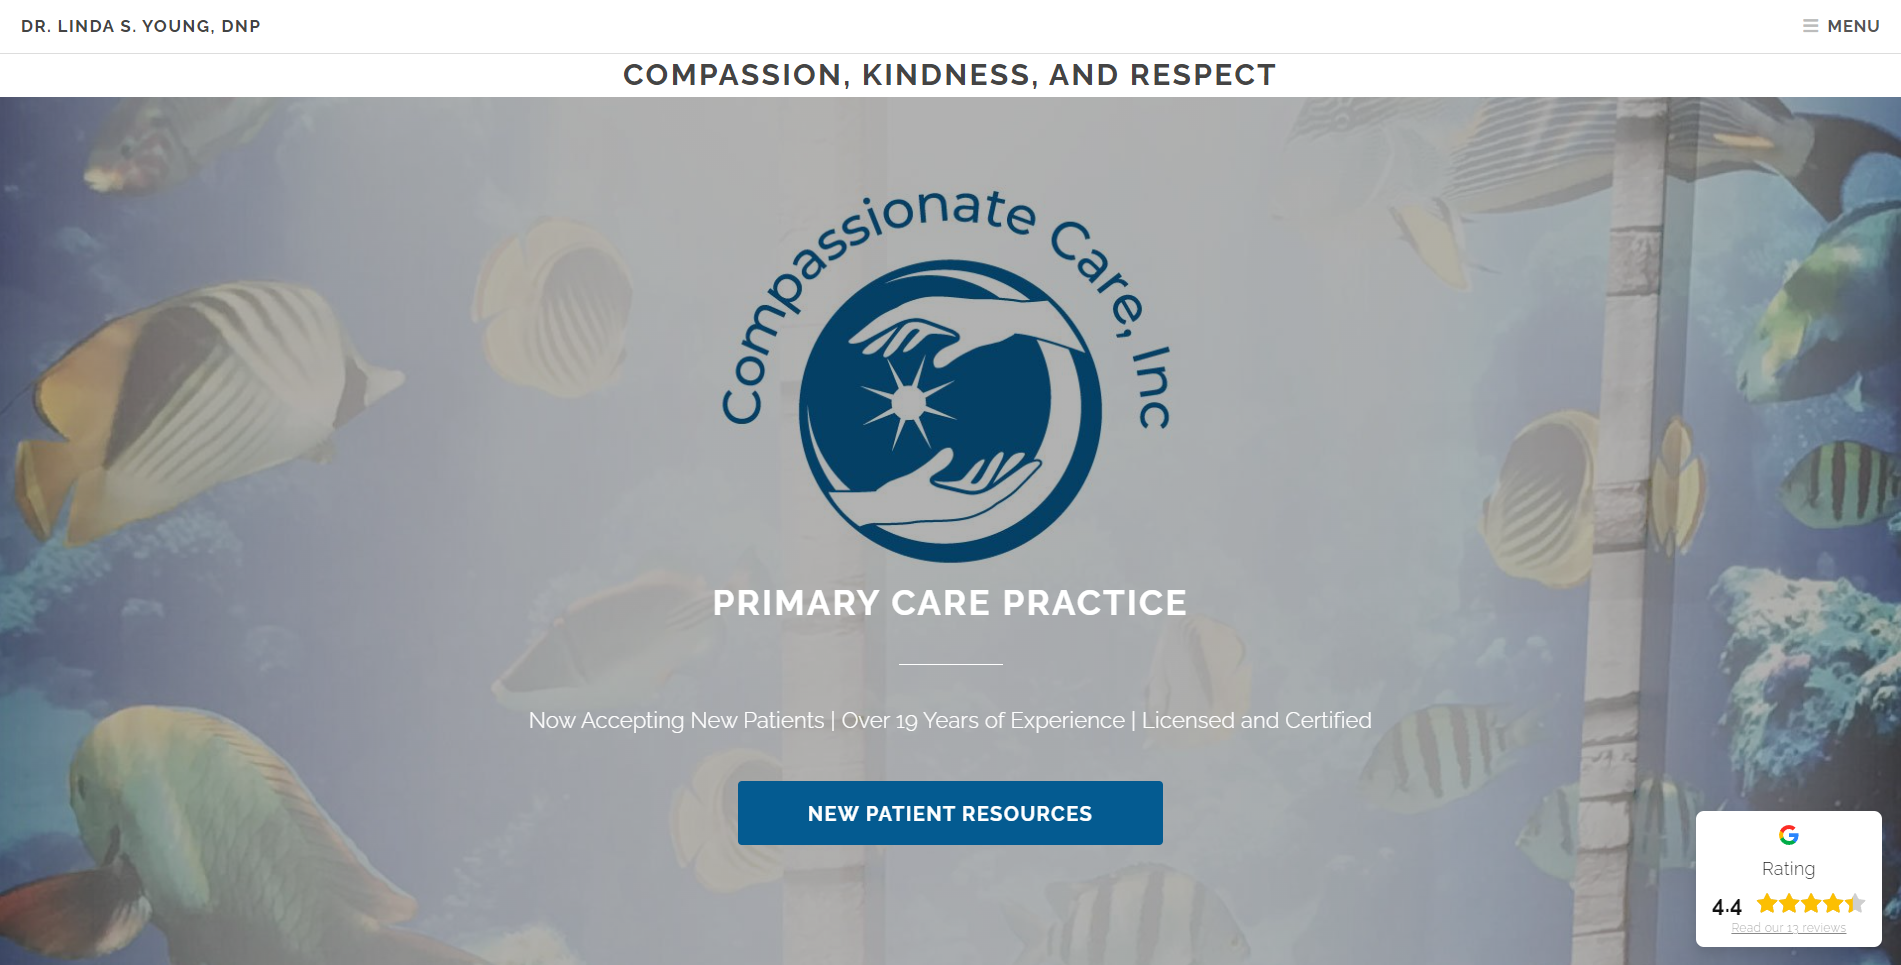 DR. LINDA S. YOUNG, DNP
MENU
COMPASSION, KINDNESS, AND RESPECT
Compassionate Care, Inc
PRIMARY CARE PRACTICE
Now Accepting New Patients | Over 19 Years of Experience | Licensed and Certified
NEW PATIENT RESOURCES
Rating
4.4
Read our 13 reviews